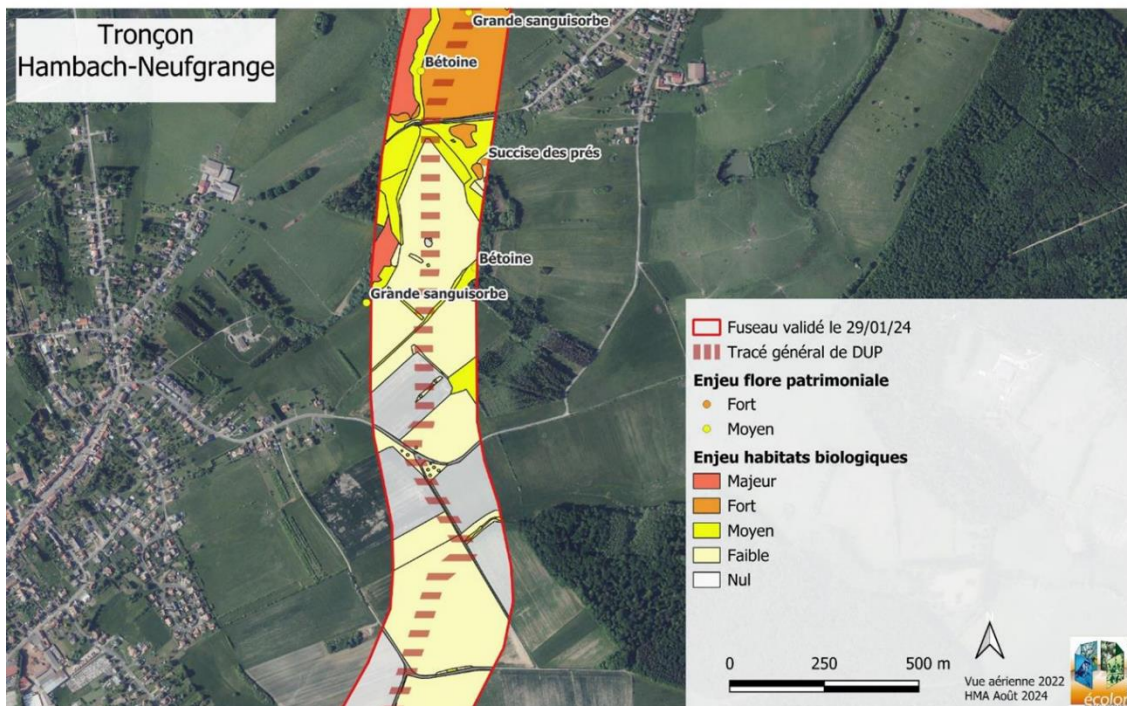 Tronçon
Hambach-Neufgrange
Grande sanguisorbe
Bétoine
Succise des prés
Bétoine
Grande sanguisorbe
Fuseau validé le 29/01/24
Tracé général de DUP
Enjeu flore patrimoniale
Fort
Moyen
Enjeu habitats biologiques
Majeur
Fort
Moyen
Faible
Nul
0 250 500 m
Vue aérienne 2022
HMA Août 2024
écolor